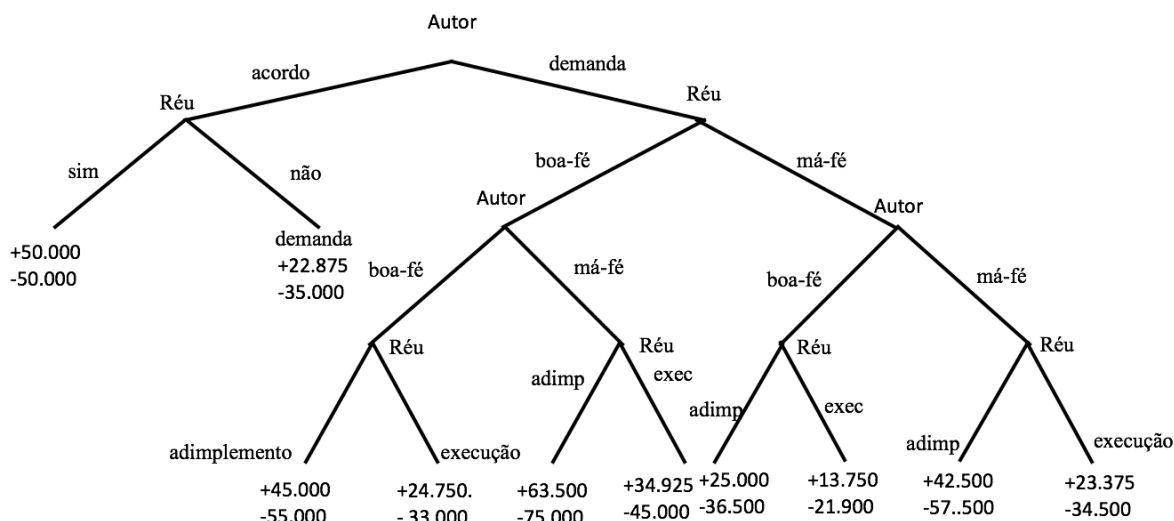 Autor
acordo
demanda
Réu
Réu
sim
não
boa-fé
má-fé
Autor
Autor
+50.000
-50.000
demanda
+22.875
-35.000
boa-fé
má-fé
boa-fé
má-fé
Réu
Réu
Réu
Réu
adimp
exec
adimp
exec
adimplemento
execução
adimp
execução
+45.000
-55.000
+24.750.
- 33.000
+63.500
-75.000
+34.925
-45.000
+25.000
-36.500
+13.750
-21.900
+42.500
-57..500
+23.375
-34.500